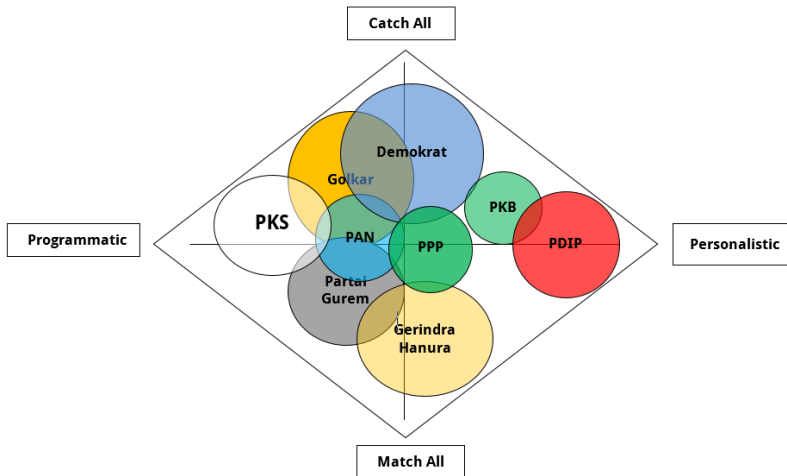 Catch All
Demokrat
Golkar
PKS
PKB
PAN
PPP
PDIP
Programmatic
Personalistic
Partai
Gurem
Gerindra
Hanura
Match All